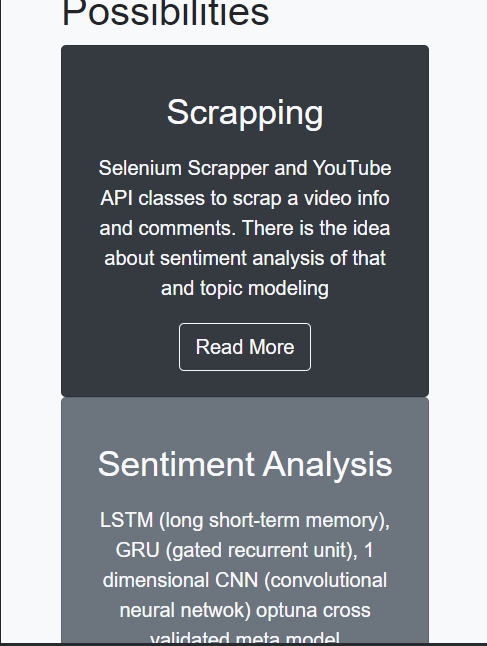 Possibilities
Scrapping
Selenium Scrapper and YouTube
API classes to scrap a video info
and comments. There is the idea
about sentiment analysis of that
and topic modeling
Read More
Sentiment Analysis
LSTM (long short-term memory),
GRU (gated recurrent unit), 1
dimensional CNN (convolutional
neural netwok) optuna cross
validated meta model